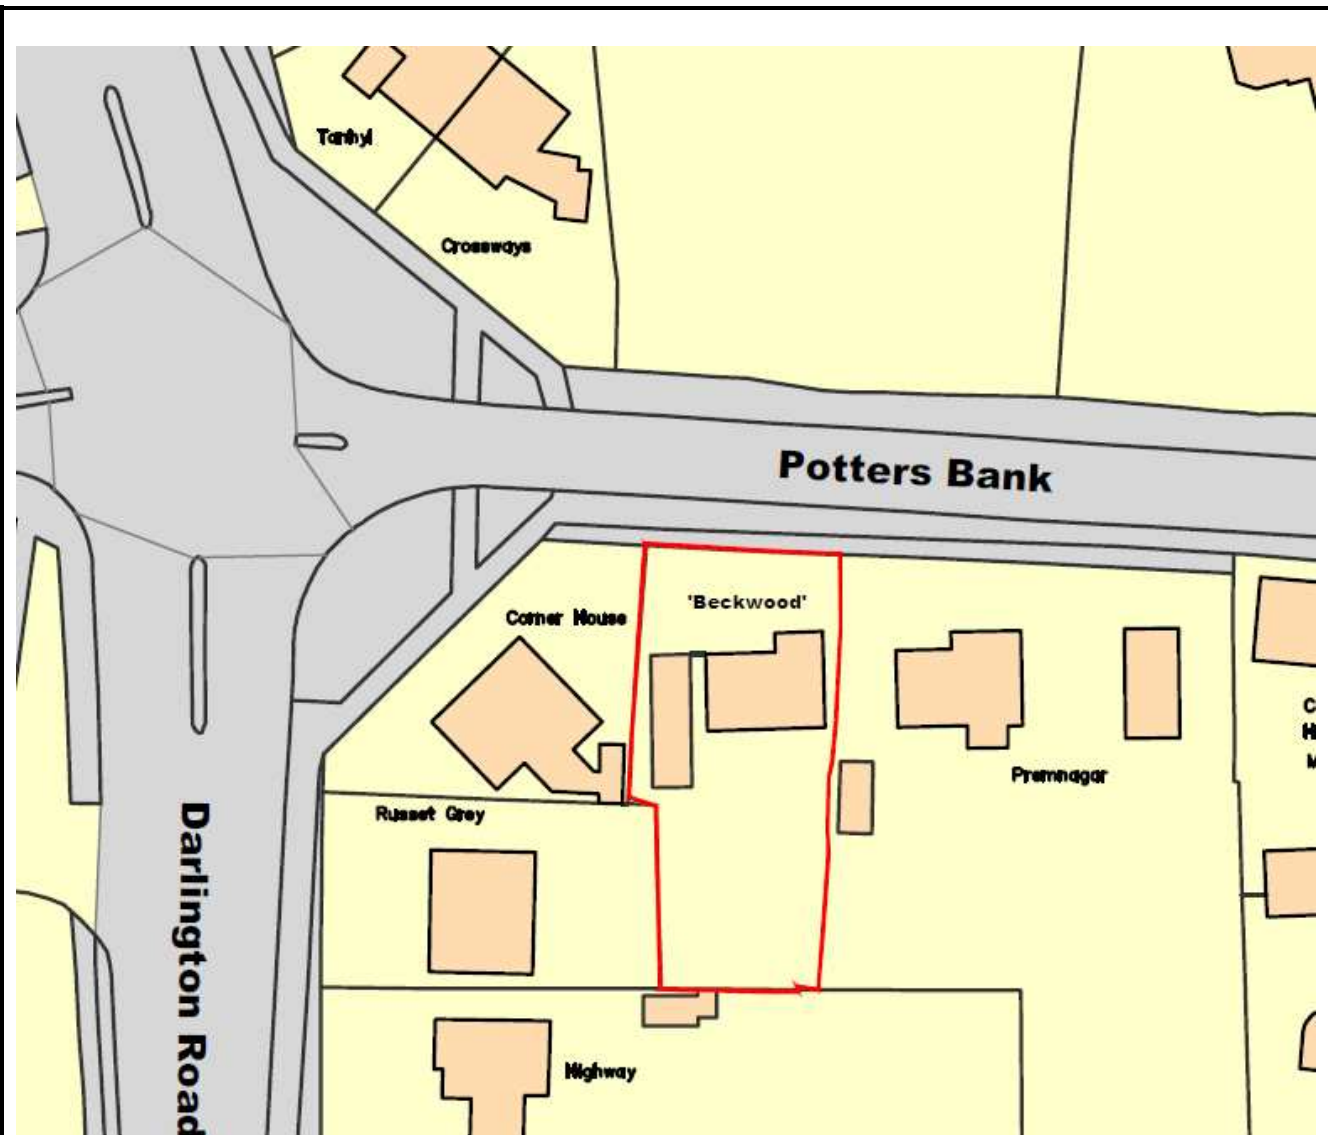 Tanhyl
Crossways
Potters Bank
'Beckwood'
Corner House
C
H
M
Premnagar
Russet Grey
Darlington Road
Highway